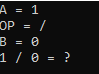 A = 1
OP = /
B = 0
1 / 0 = ?